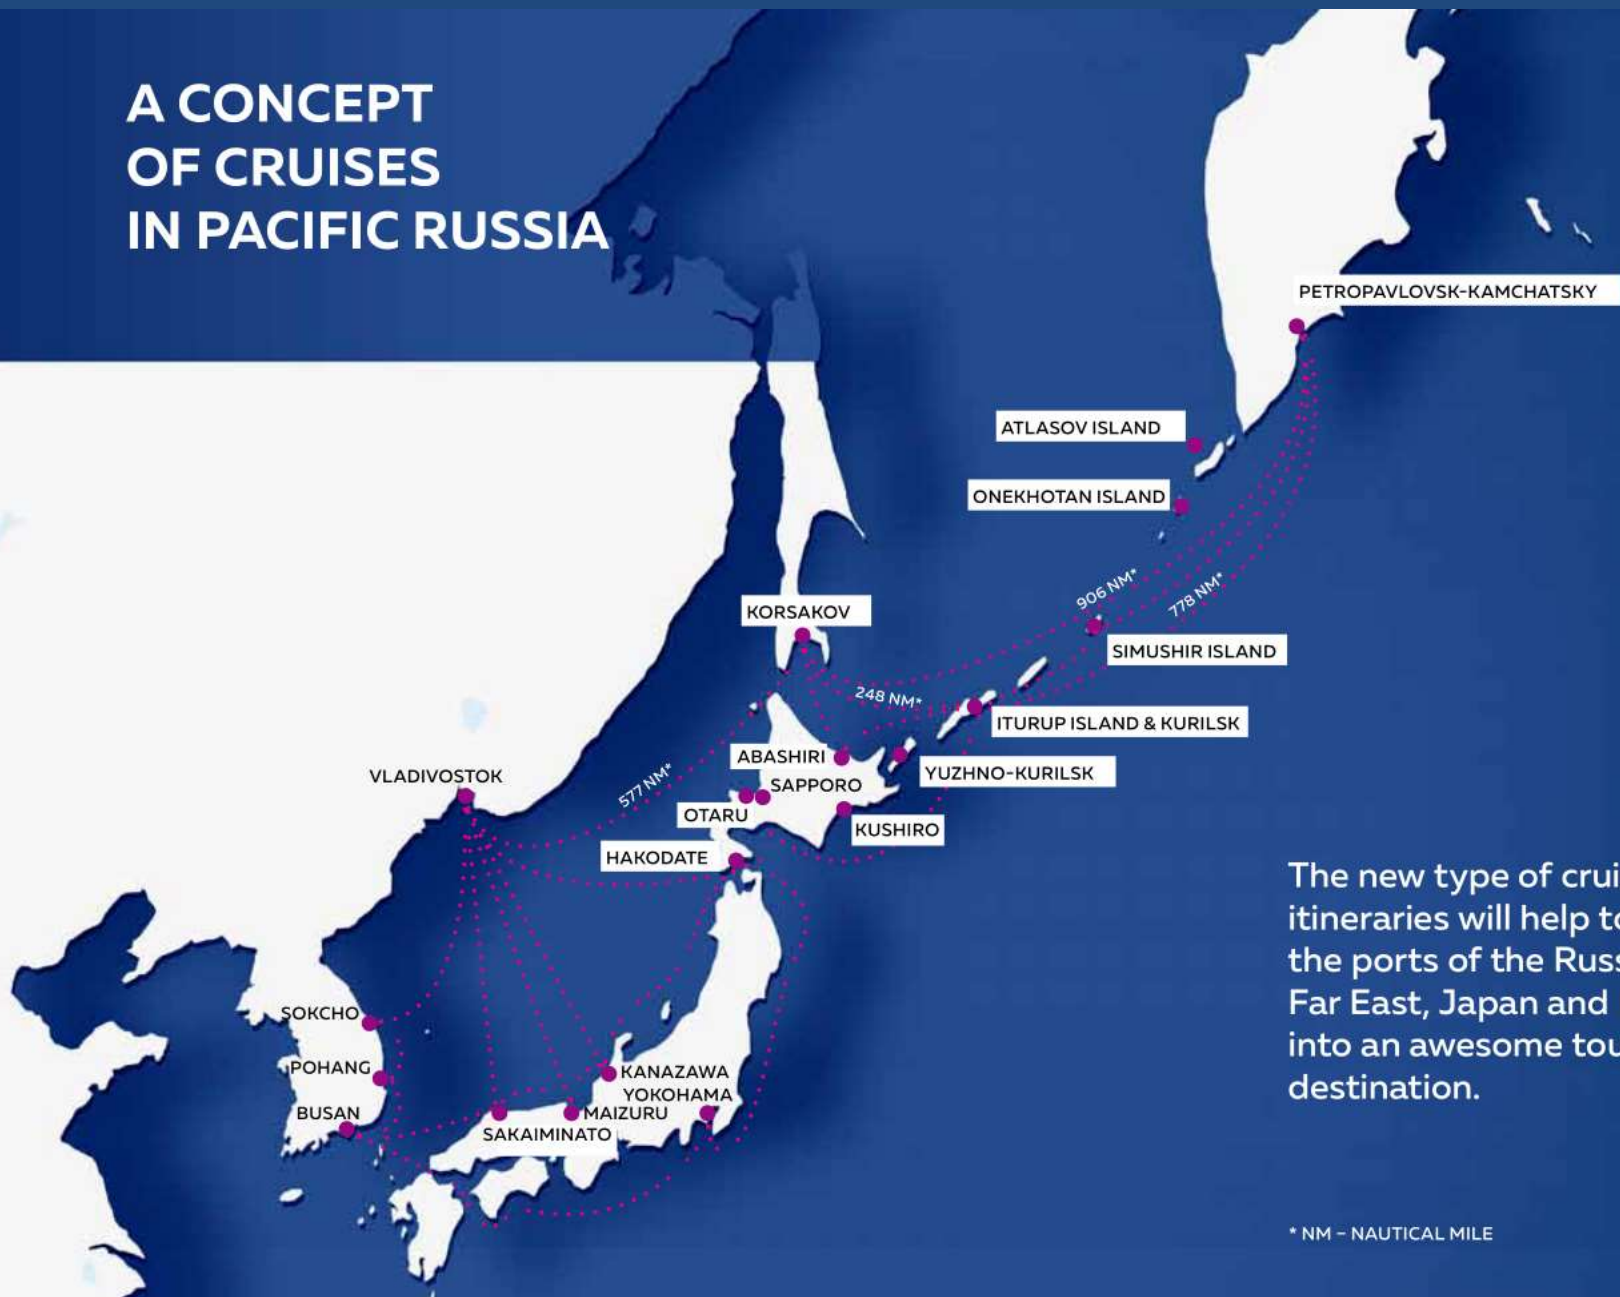 A CONCEPT
OF CRUISES
IN PACIFIC RUSSIA
PETROPAVLOVSK-KAMCHATSKY
ATLASOV ISLAND
ONEKHOTAN ISLAND
906 NM*
778 NM*
KORSAKOV
SIMUSHIR ISLAND
248 NM*
ITURUP ISLAND & KURILSK
ABASHIRI
YUZHNO-KURILSK
VLADIVOSTOK
577 NM*
SAPPORO
OTARU
KUSHIRO
HAKODATE
The new type of crui
itineraries will help to
the ports of the Russ
Far East, Japan and
into an awesome tou
destination.
SOKCHO
POHANG
KANAZAWA
YOKOHAMA
BUSAN
MAIZURU
SAKAIMINATO
* NM – NAUTICAL MILE